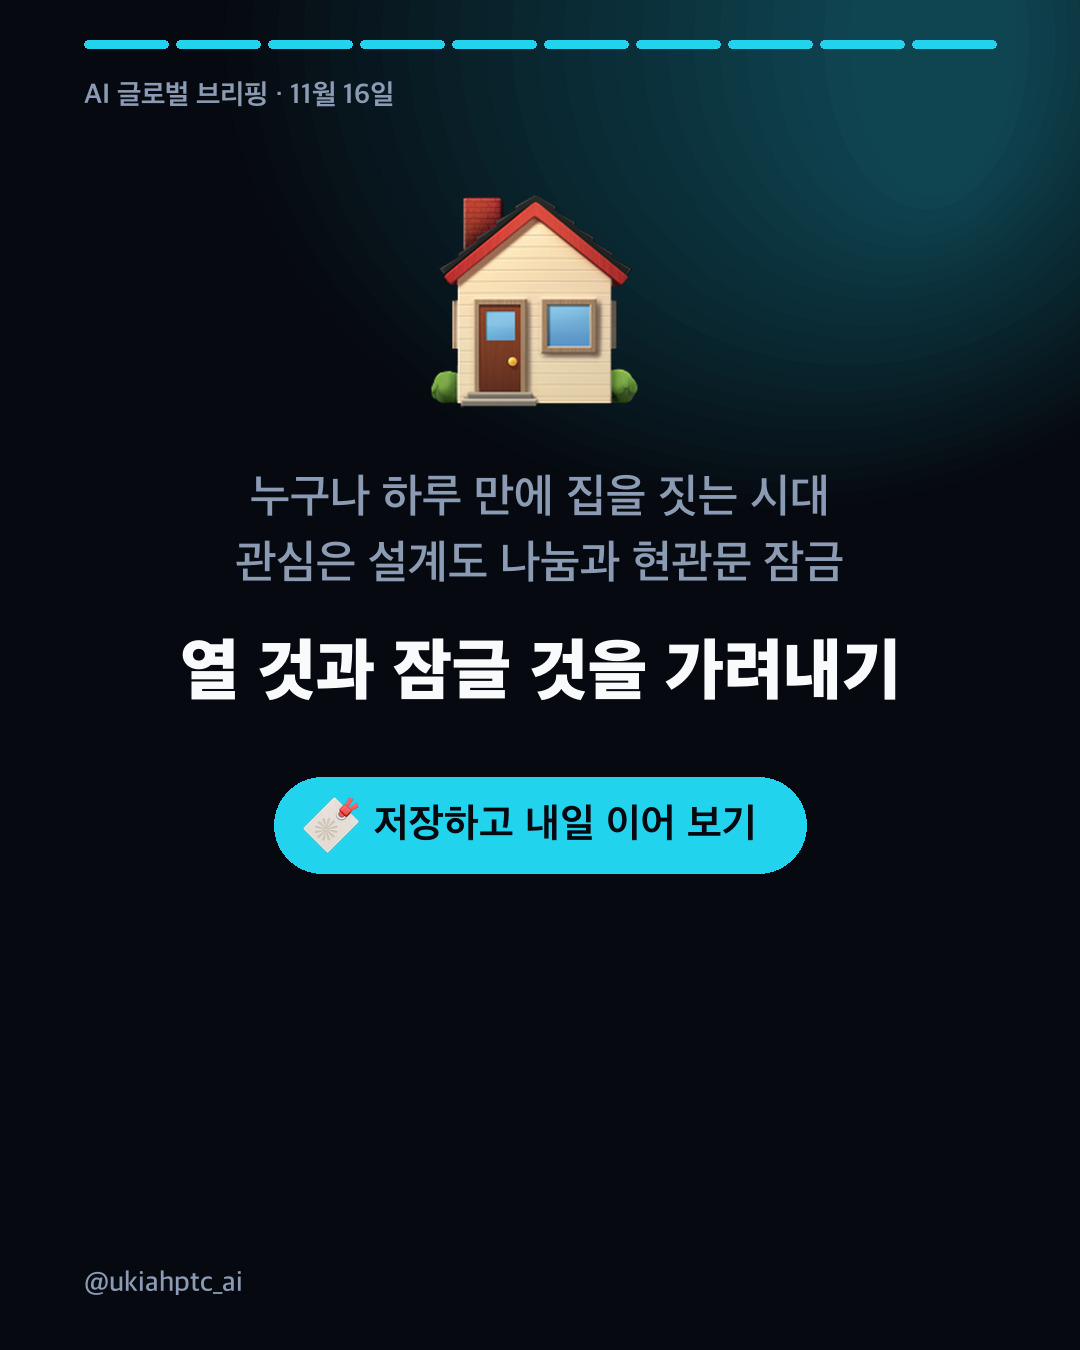 AI 글로벌 브리핑 · 11월 16일
누구나 하루 만에 집을 짓는 시대
관심은 설계도 나눔과 현관문 잠금
열 것과 잠글 것을 가려내기
저장하고 내일 이어 보기
@ukiahptc_ai